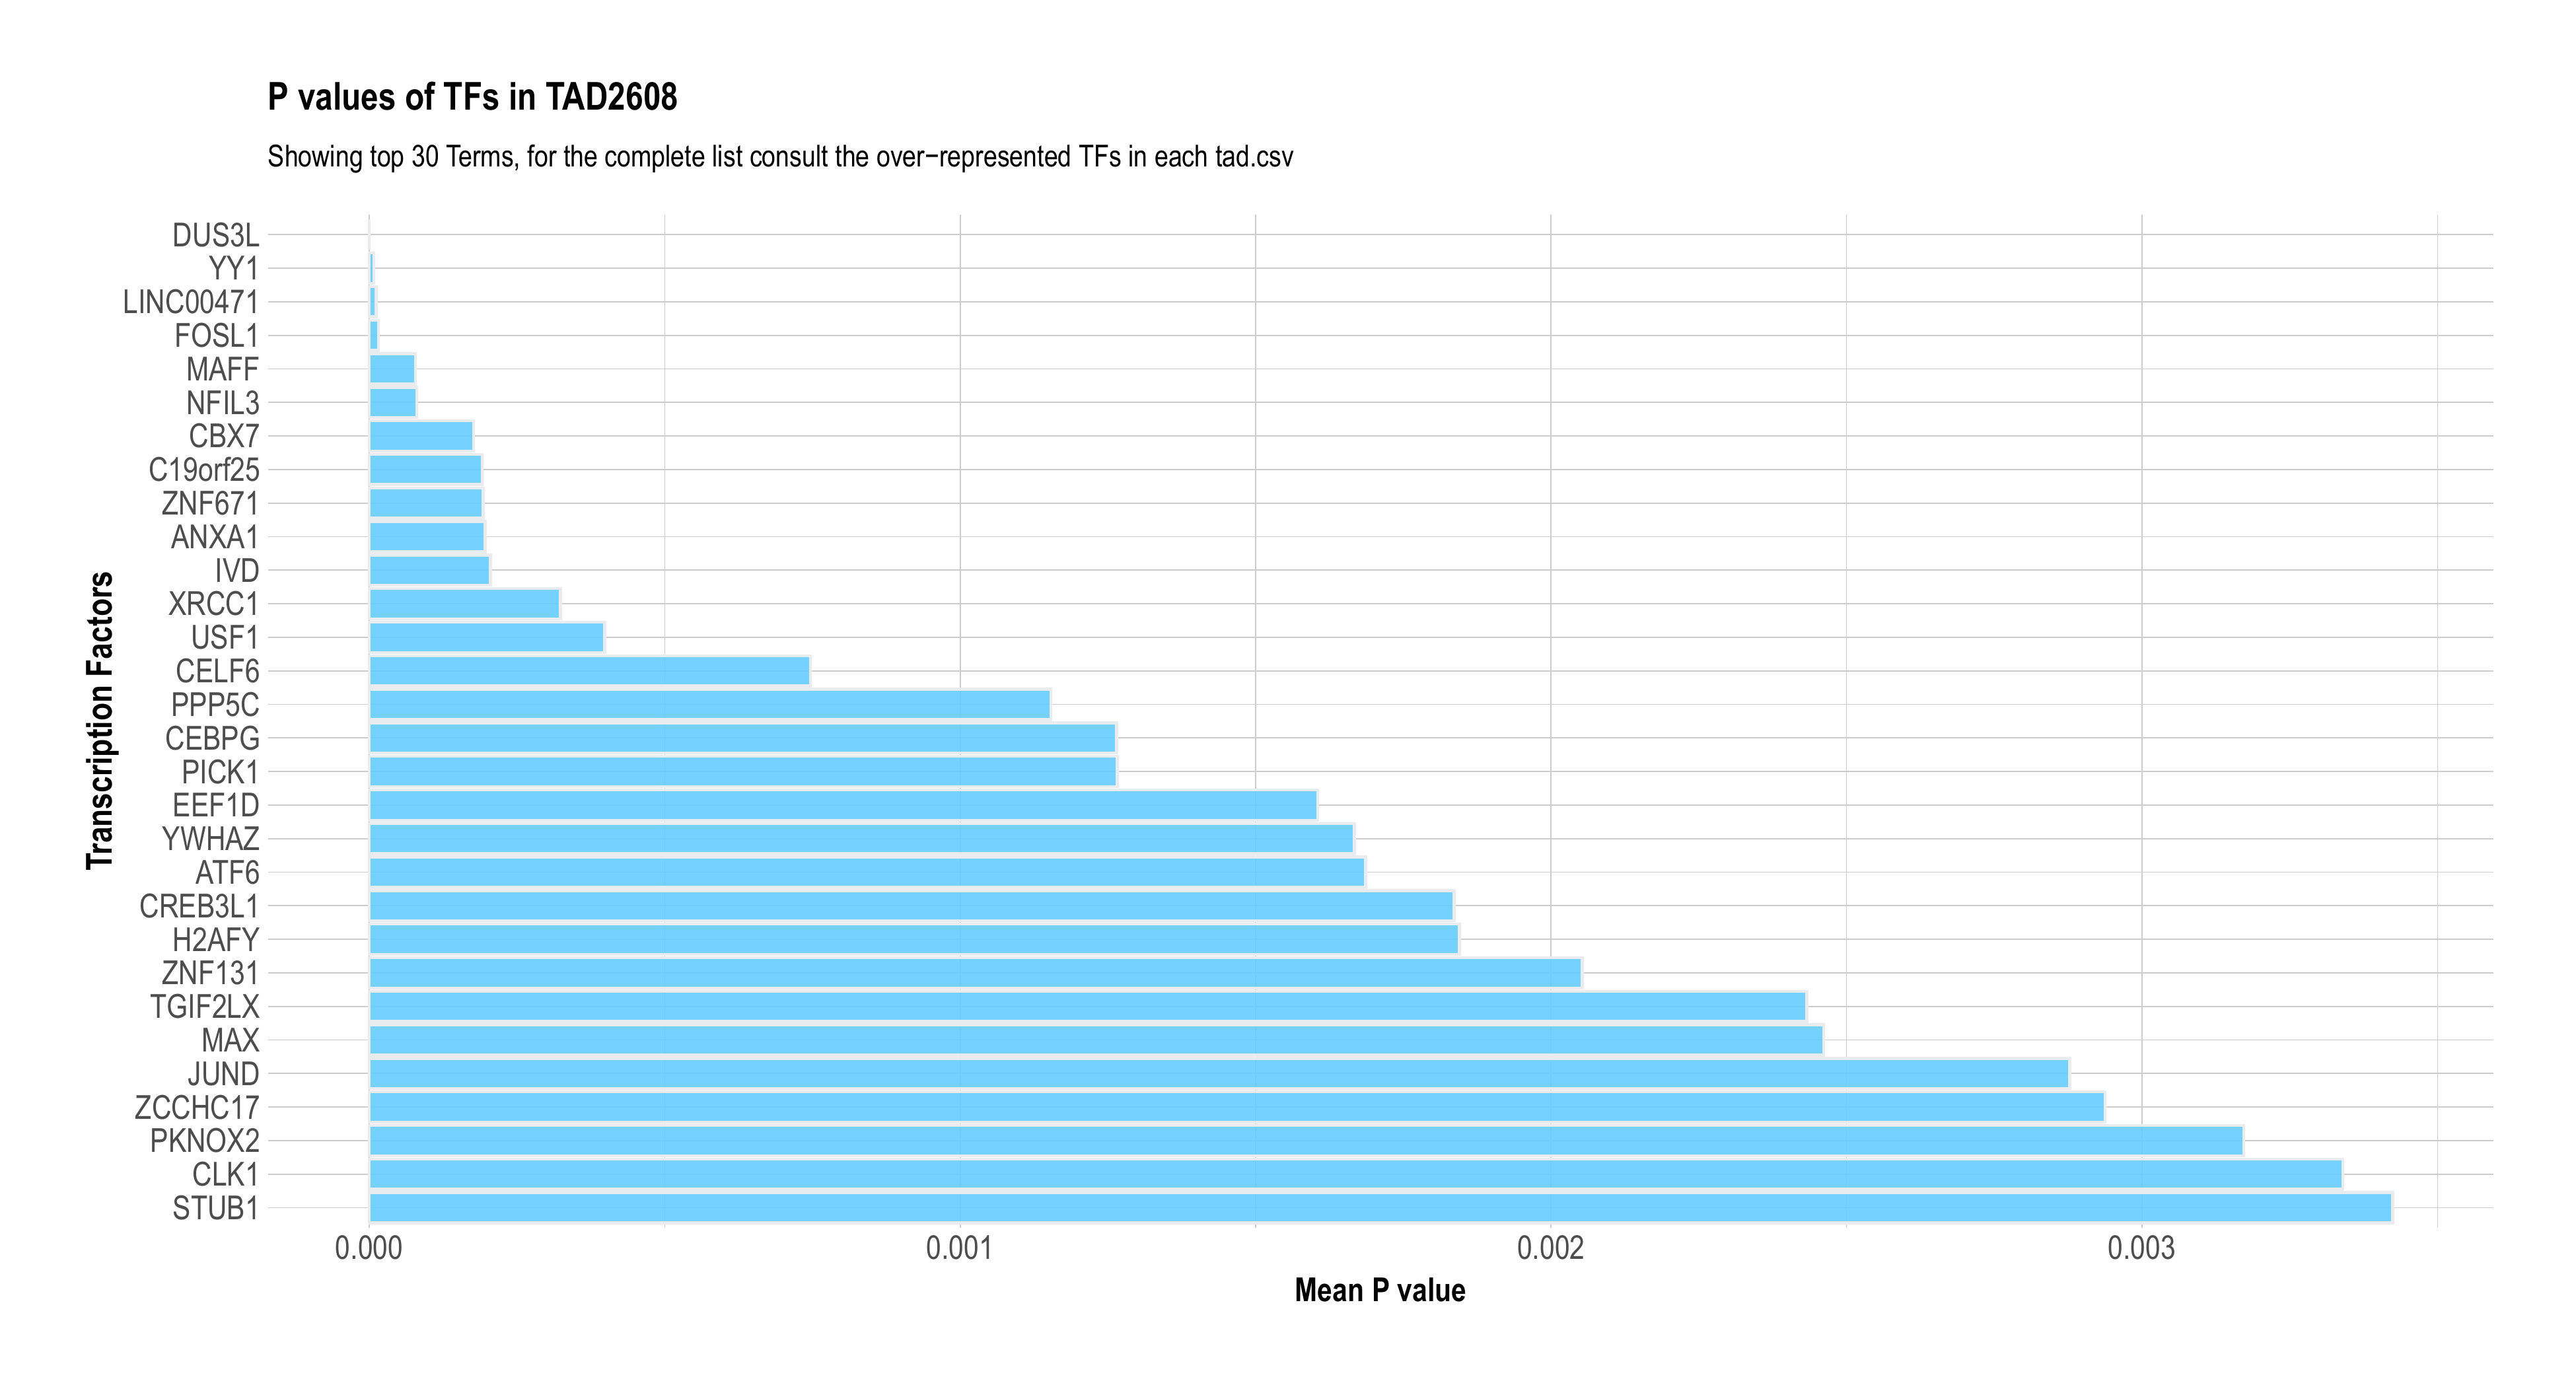 P values of TFs in TAD2608
Showing top 30 Terms, for the complete list consult the over−represented TFs in each tad.csv
Transcription Factors
DUS3L
YY1
LINC00471
FOSL1
MAFF
NFIL3
CBX7
C19orf25
ZNF671
ANXA1
IVD
XRCC1
USF1
CELF6
PPP5C
CEBPG
PICK1
EEF1D
YWHAZ
ATF6
CREB3L1
H2AFY
ZNF131
TGIF2LX
MAX
JUND
ZCCHC17
PKNOX2
CLK1
STUB1
0.000 0.001 0.002 0.003
Mean P value